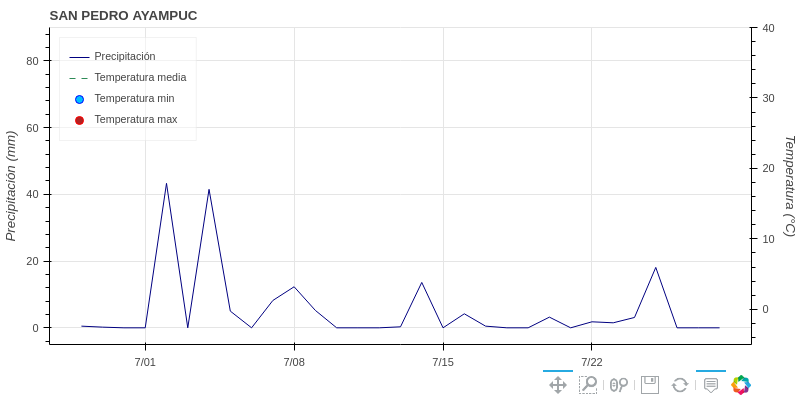 SAN PEDRO AYAMPUC
Precipitación
Temperatura media
Temperatura min
Temperatura max
Precipitación (mm)
80
60
40
20
0
Temperatura (°C)
40
30
20
10
0
7/01
7/08
7/15
7/22